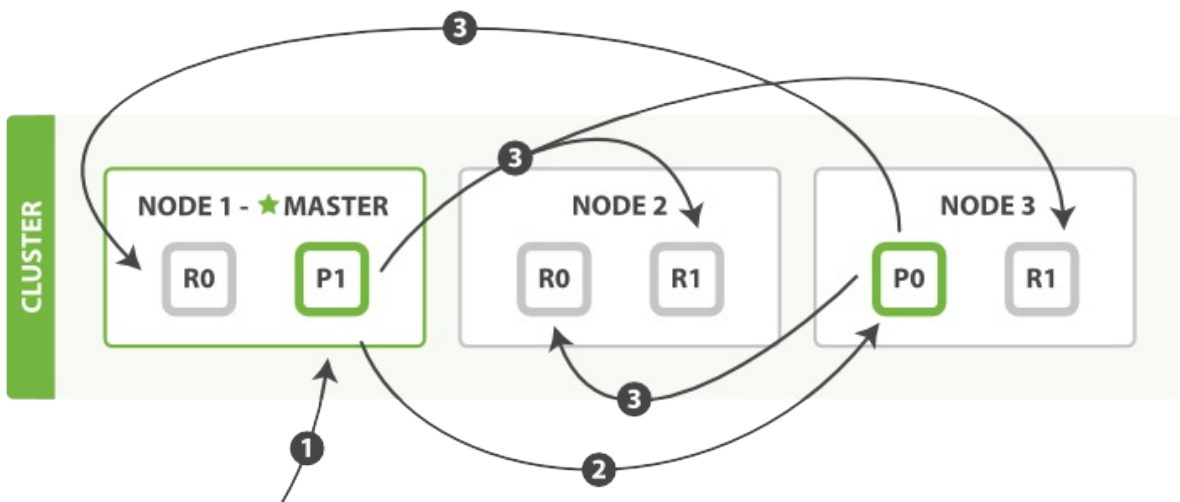 3
3
CLUSTER
NODE 1 - ★ MASTER
R0
P1
NODE 2
R0
R1
NODE 3
P0
R1
3
1
2